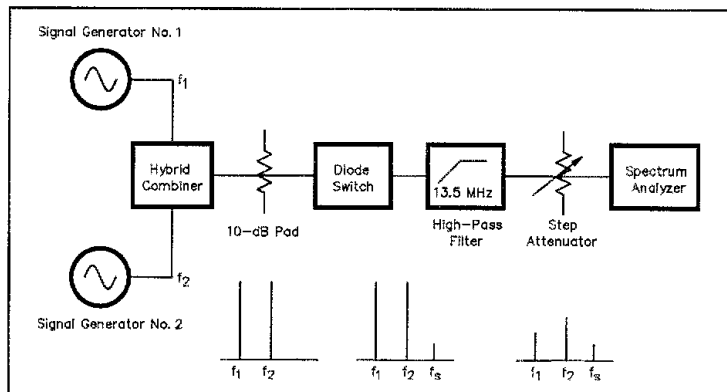 Signal Generator No. 1
f1
Hybrid
Combiner
10-dB Pad
Diode
Switch
13.5 MHz
High-Pass
Filter
Step
Attenuator
Spectrum
Analyzer
f2
Signal Generator No. 2
f1 f2
f1 f2 fs
f1 f2 fs